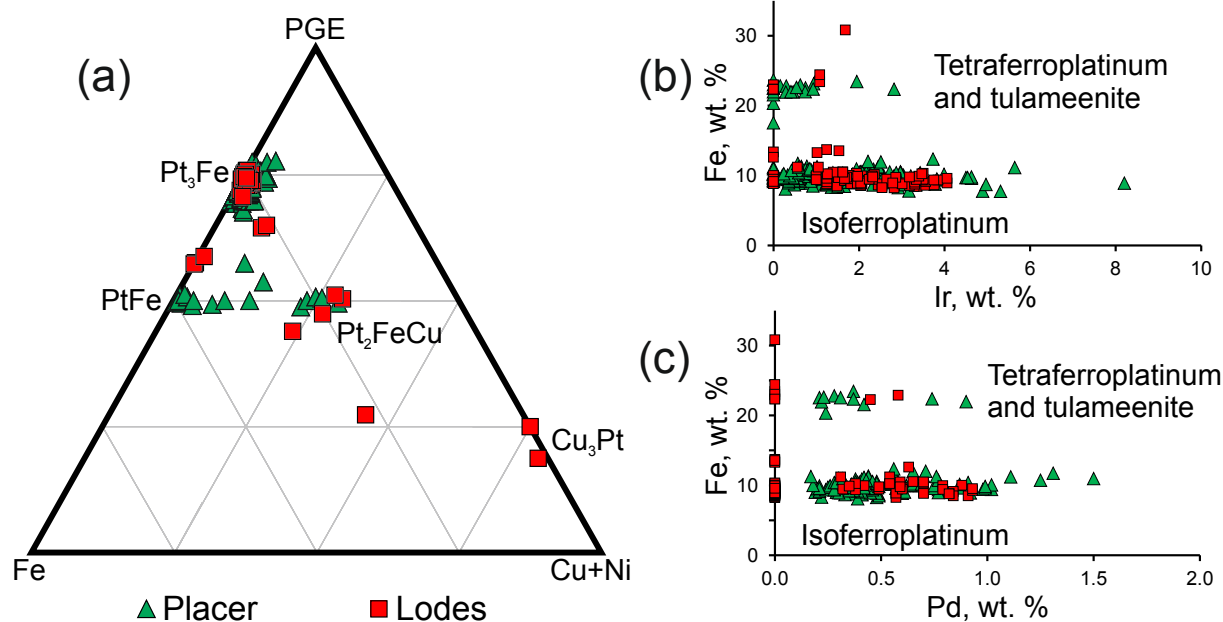 (a)
PGE
Pt₃Fe
PtFe
Pt₂FeCu
Cu₃Pt
Fe
Cu+Ni
Placer
Lodes
(b)
Fe, wt. %
30
20
10
0
Tetraferroplatinum
and tulameenite
Isoferroplatinum
0 2 4 6 8 10
Ir, wt. %
(c)
Fe, wt. %
30
20
10
0
Tetraferroplatinum
and tulameenite
Isoferroplatinum
0.0 0.5 1.0 1.5 2.0
Pd, wt. %